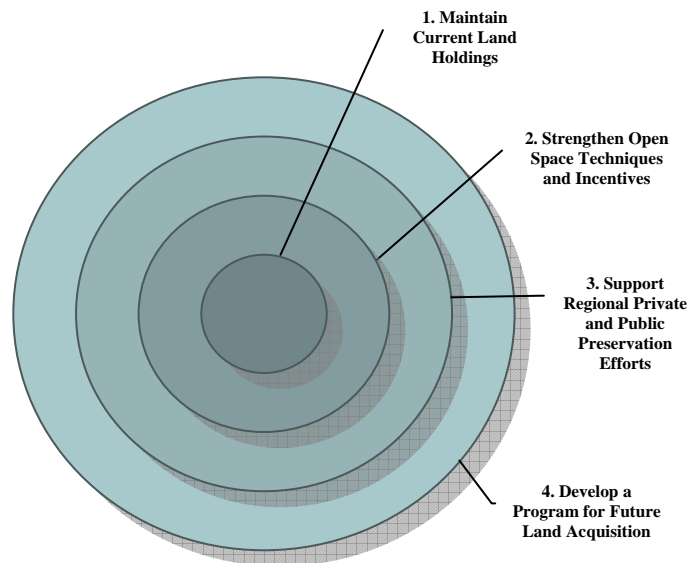 1. Maintain
Current Land
Holdings
2. Strengthen Open
Space Techniques
and Incentives
3. Support
Regional Private
and Public
Preservation
Efforts
4. Develop a
Program for Future
Land Acquisition